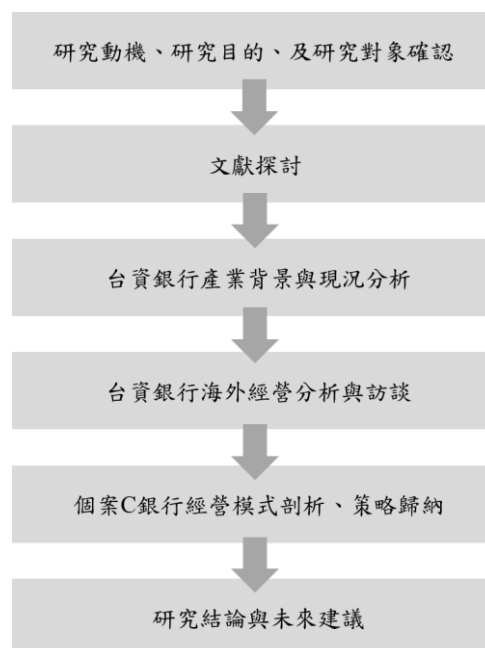 研究動機、研究目的、及研究對象確認
文獻探討
台資銀行產業背景與現況分析
台資銀行海外經營分析與訪談
個案C銀行經營模式剖析、策略歸納
研究結論與未來建議